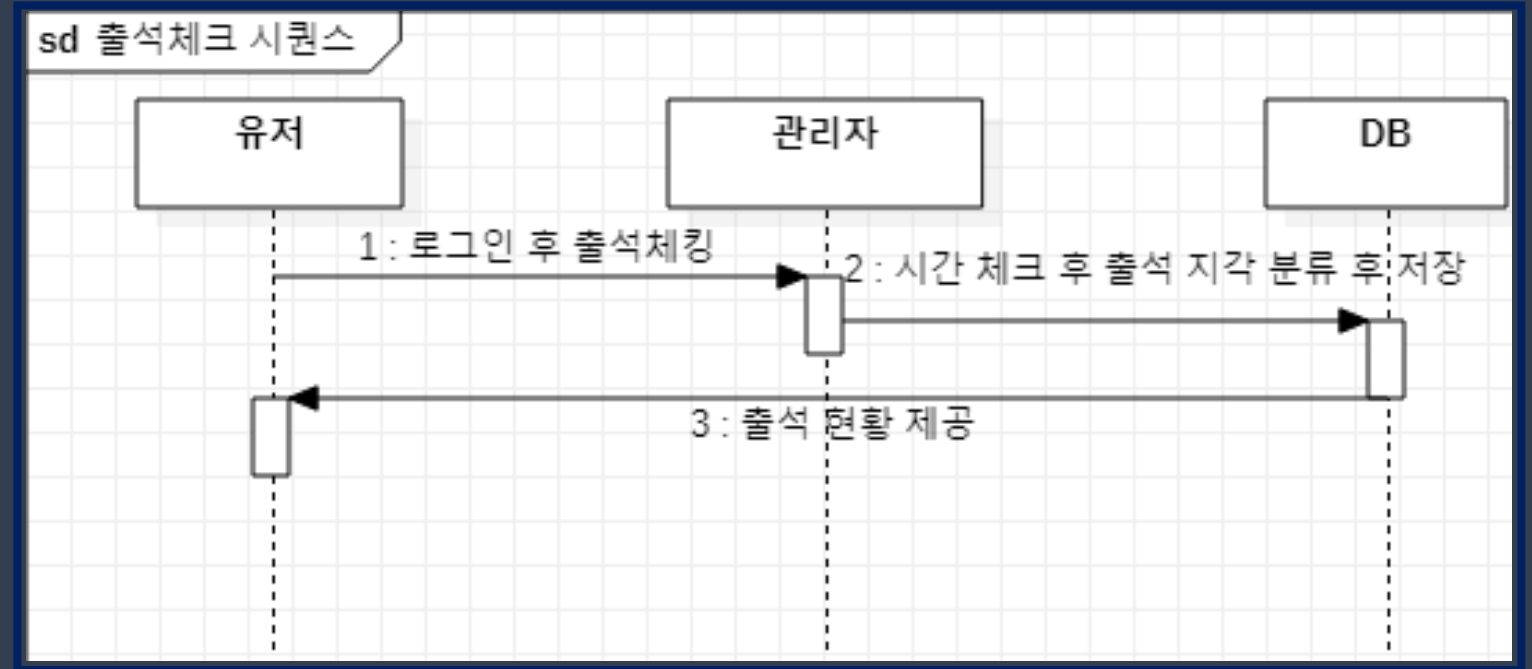 sd 출석체크 시퀀스
유저
관리자
DB
1 : 로그인 후 출석체킹
2 : 시간 체크 후 출석 지각 분류 후 저장
3 : 출석 현황 제공